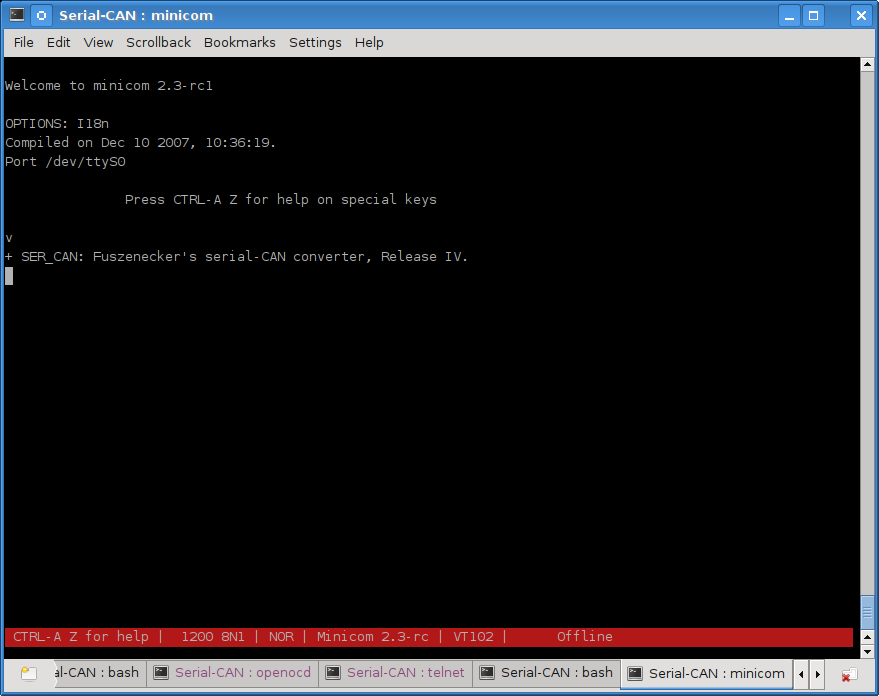 Serial-CAN : minicom
File Edit View Scrollback Bookmarks Settings Help
Welcome to minicom 2.3-rc1
OPTIONS: I18n
Compiled on Dec 10 2007, 10:36:19.
Port /dev/ttyS0
Press CTRL-A Z for help on special keys
v
+ SER_CAN: Fuszenecker's serial-CAN converter, Release IV.
CTRL-A Z for help | 1200 8N1 | NOR | Minicom 2.3-rc | VT102 | Offline
al-CAN : bash Serial-CAN : openocd Serial-CAN : telnet Serial-CAN : bash Serial-CAN : minicom